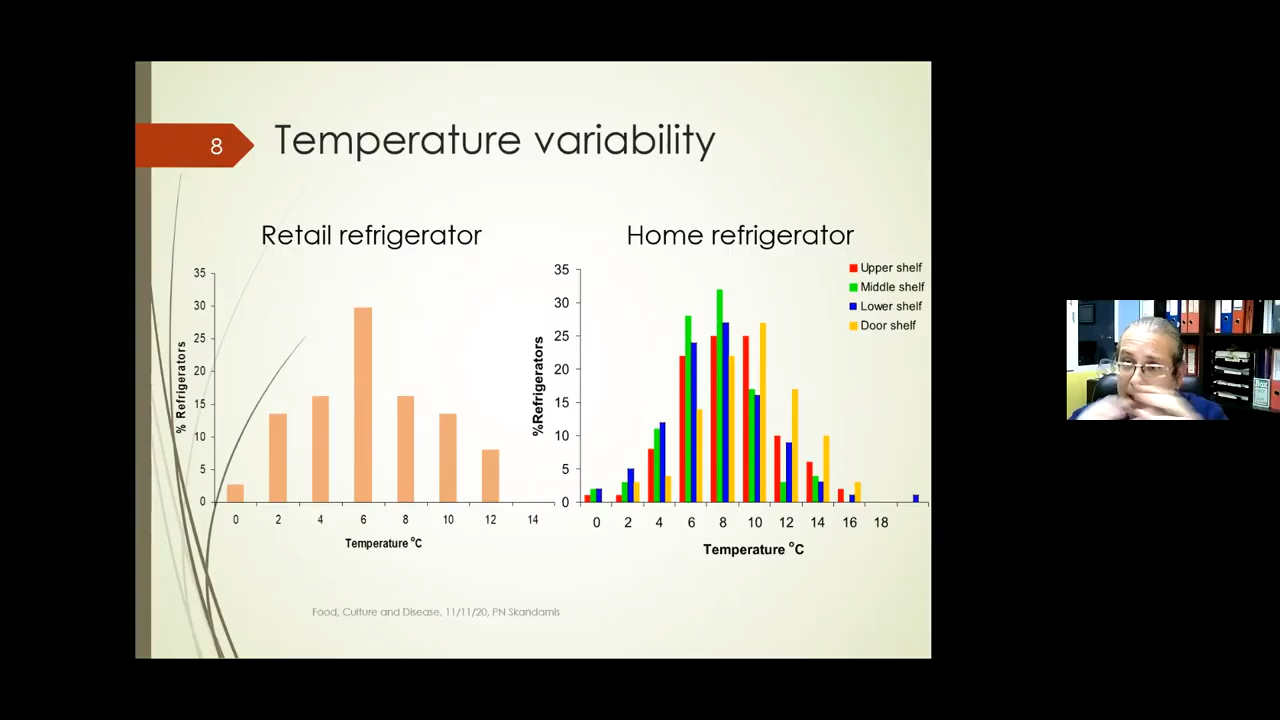 8
Temperature variability
Retail refrigerator
35
30
25
20
15
10
5
0
% Refrigerators
0 2 4 6 8 10 12 14
Temperature °C
Home refrigerator
Upper shelf
Middle shelf
Lower shelf
Door shelf
35
30
25
20
15
10
5
0
%Refrigerators
0 2 4 6 8 10 12 14 16 18
Temperature °C
Food, Culture and Disease, 11/11/20, PN Skandamis